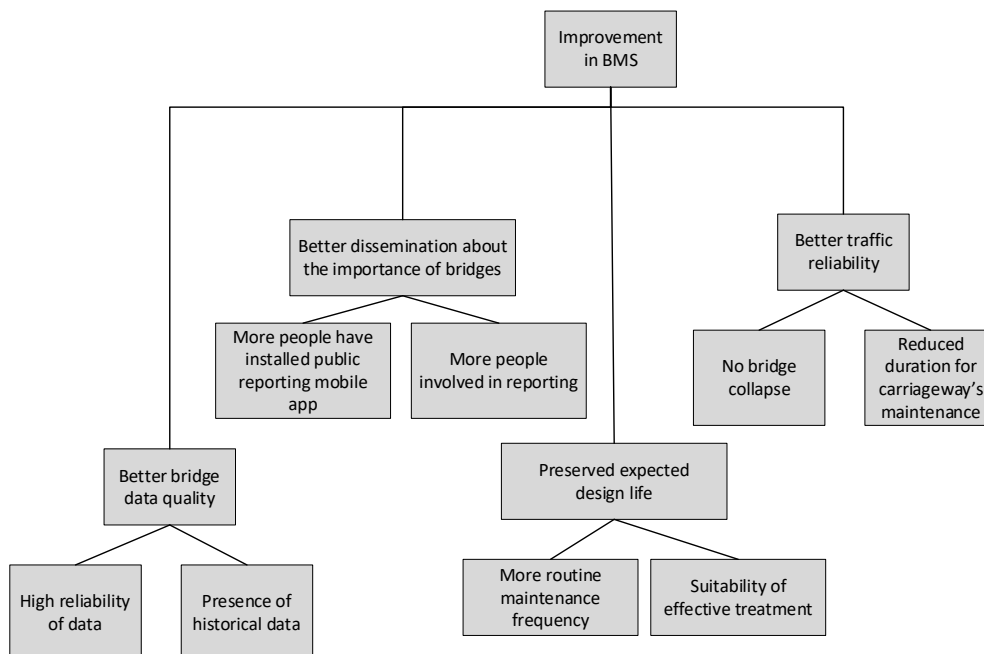 Improvement
in BMS
Better dissemination about
the importance of bridges
Better traffic
reliability
More people have
installed public
reporting mobile
app
More people
involved in reporting
No bridge
collapse
Reduced
duration for
carriageway’s
maintenance
Better bridge
data quality
Preserved expected
design life
High reliability
of data
Presence of
historical data
More routine
maintenance
frequency
Suitability of
effective treatment